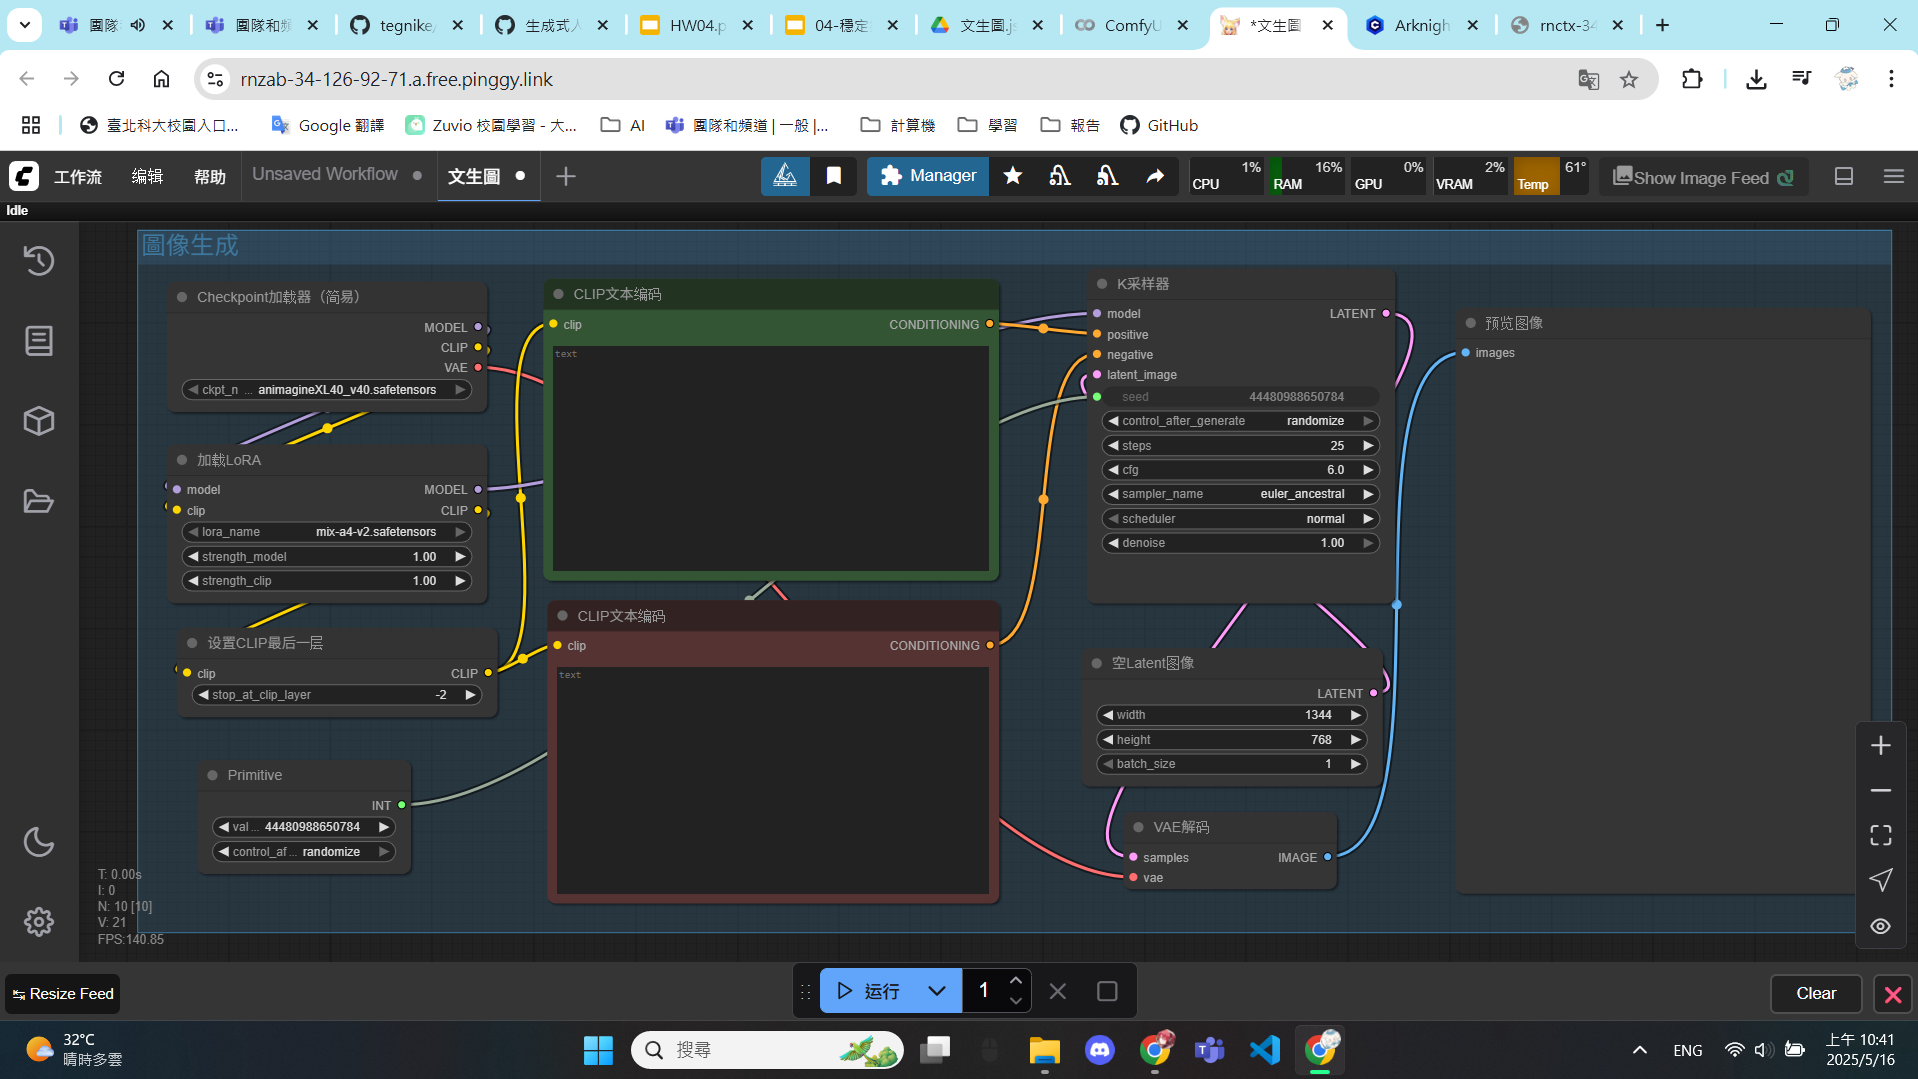 團隊
團隊和頻
tegnike/
生成式人
HW04.p
04-穩定
文生圖.js
ComfyU
*文生圖
Arknigh
rnctx-34
rnzab-34-126-92-71.a.free.pinggy.link
臺北科大校園入口...
Google 翻譯
Zuvio 校園學習 - 大...
AI
團隊和頻道 | 一般 |...
計算機
學習
報告
GitHub
工作流
编辑
帮助
Unsaved Workflow
文生圖
Manager
CPU 1%
RAM 16%
GPU 0%
VRAM 2%
Temp 61°
Show Image Feed
Idle
圖像生成
Checkpoint加载器（简易）
MODEL
CLIP
VAE
ckpt_n ... animagineXL40_v40.safetensors
加载LoRA
model MODEL
clip CLIP
lora_name mix-a4-v2.safetensors
strength_model 1.00
strength_clip 1.00
设置CLIP最后一层
clip CLIP
stop_at_clip_layer -2
Primitive
INT
val ... 44480988650784
control_af ... randomize
CLIP文本编码
clip CONDITIONING
text
CLIP文本编码
clip CONDITIONING
text
K采样器
model LATENT
positive
negative
latent_image
seed 44480988650784
control_after_generate randomize
steps 25
cfg 6.0
sampler_name euler_ancestral
scheduler normal
denoise 1.00
空Latent图像
LATENT
width 1344
height 768
batch_size 1
VAE解码
samples IMAGE
vae
预览图像
images
T: 0.00s
I: 0
N: 10 [10]
V: 21
FPS:140.85
Resize Feed
运行
1
Clear
32°C
晴時多雲
搜尋
ENG
上午 10:41
2025/5/16